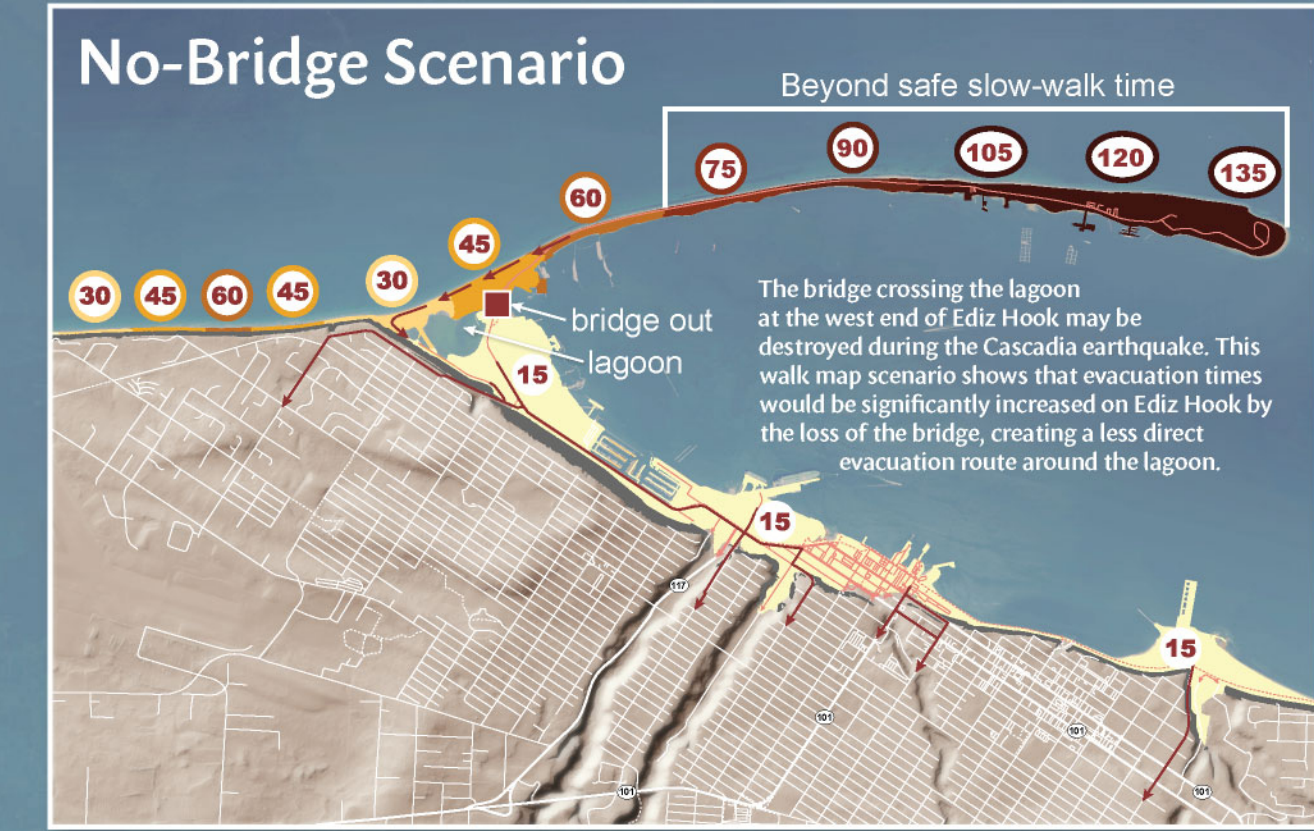 No-Bridge Scenario
Beyond safe slow-walk time
30
45
60
45
30
45
60
75
90
105
120
135
bridge out
lagoon
15
The bridge crossing the lagoon
at the west end of Ediz Hook may be
destroyed during the Cascadia earthquake. This
walk map scenario shows that evacuation times
would be significantly increased on Ediz Hook by
the loss of the bridge, creating a less direct
evacuation route around the lagoon.
15
117
15
101
101
101
101